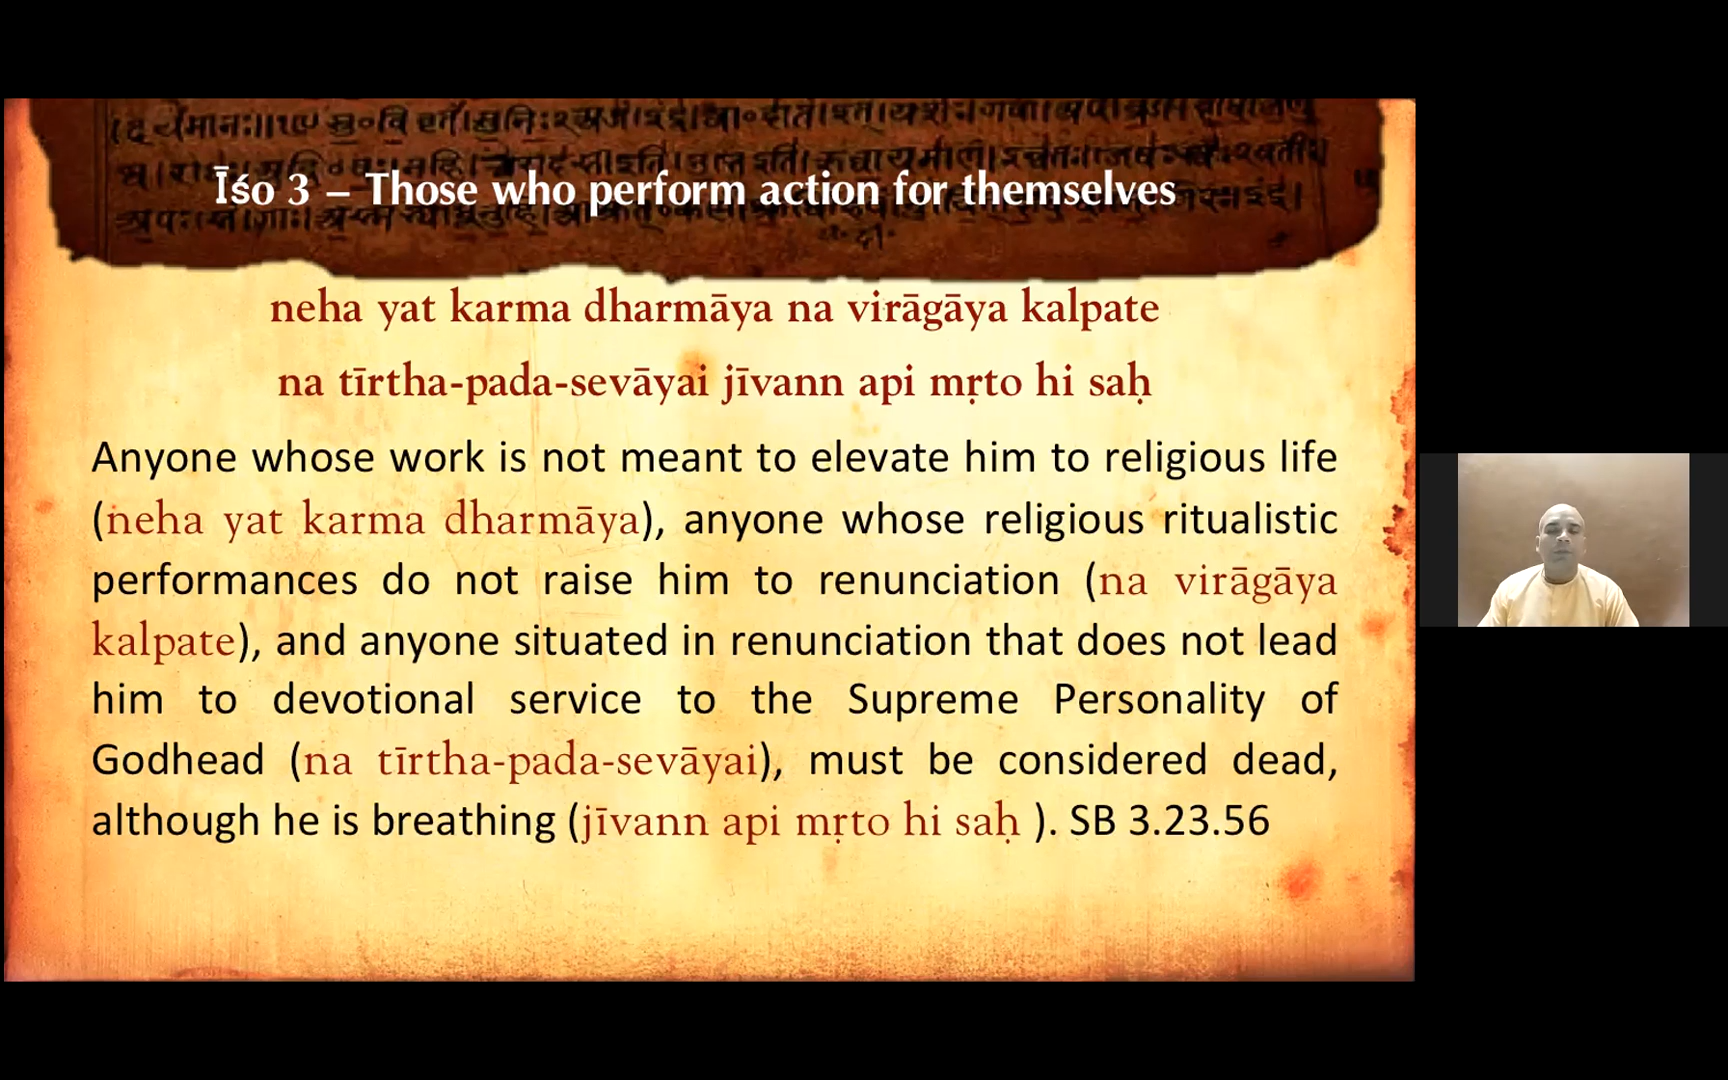 Īśo 3 – Those who perform action for themselves
neha yat karma dharmāya na virāgāya kalpate
na tīrtha-pada-sevāyai jīvann api mṛto hi saḥ
Anyone whose work is not meant to elevate him to religious life
(neha yat karma dharmāya), anyone whose religious ritualistic
performances do not raise him to renunciation (na virāgāya
kalpate), and anyone situated in renunciation that does not lead
him to devotional service to the Supreme Personality of
Godhead (na tīrtha-pada-sevāyai), must be considered dead,
although he is breathing (jīvann api mṛto hi saḥ ). SB 3.23.56